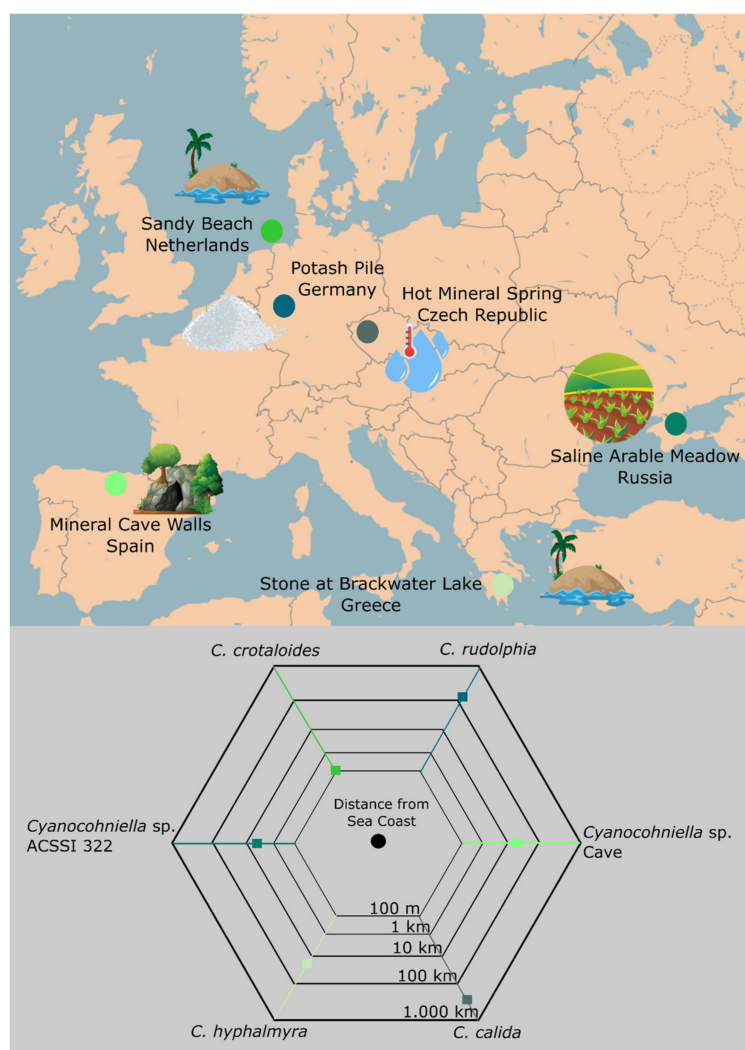 Sandy Beach
Netherlands
Potash Pile
Germany
Hot Mineral Spring
Czech Republic
Saline Arable Meadow
Russia
Mineral Cave Walls
Spain
Stone at Brackwater Lake
Greece
C. crotaloides
C. rudolphia
Distance from
Sea Coast
Cyanocohniella sp.
ACSSI 322
Cyanocohniella sp.
Cave
100 m
1 km
10 km
100 km
1.000 km
C. hyphalmyra
C. calida